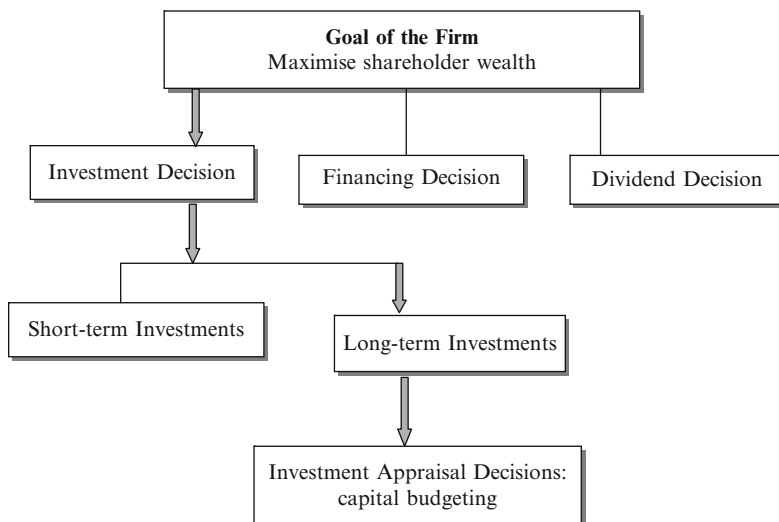 Goal of the Firm
Maximise shareholder wealth
Investment Decision
Financing Decision
Dividend Decision
Short-term Investments
Long-term Investments
Investment Appraisal Decisions:
capital budgeting